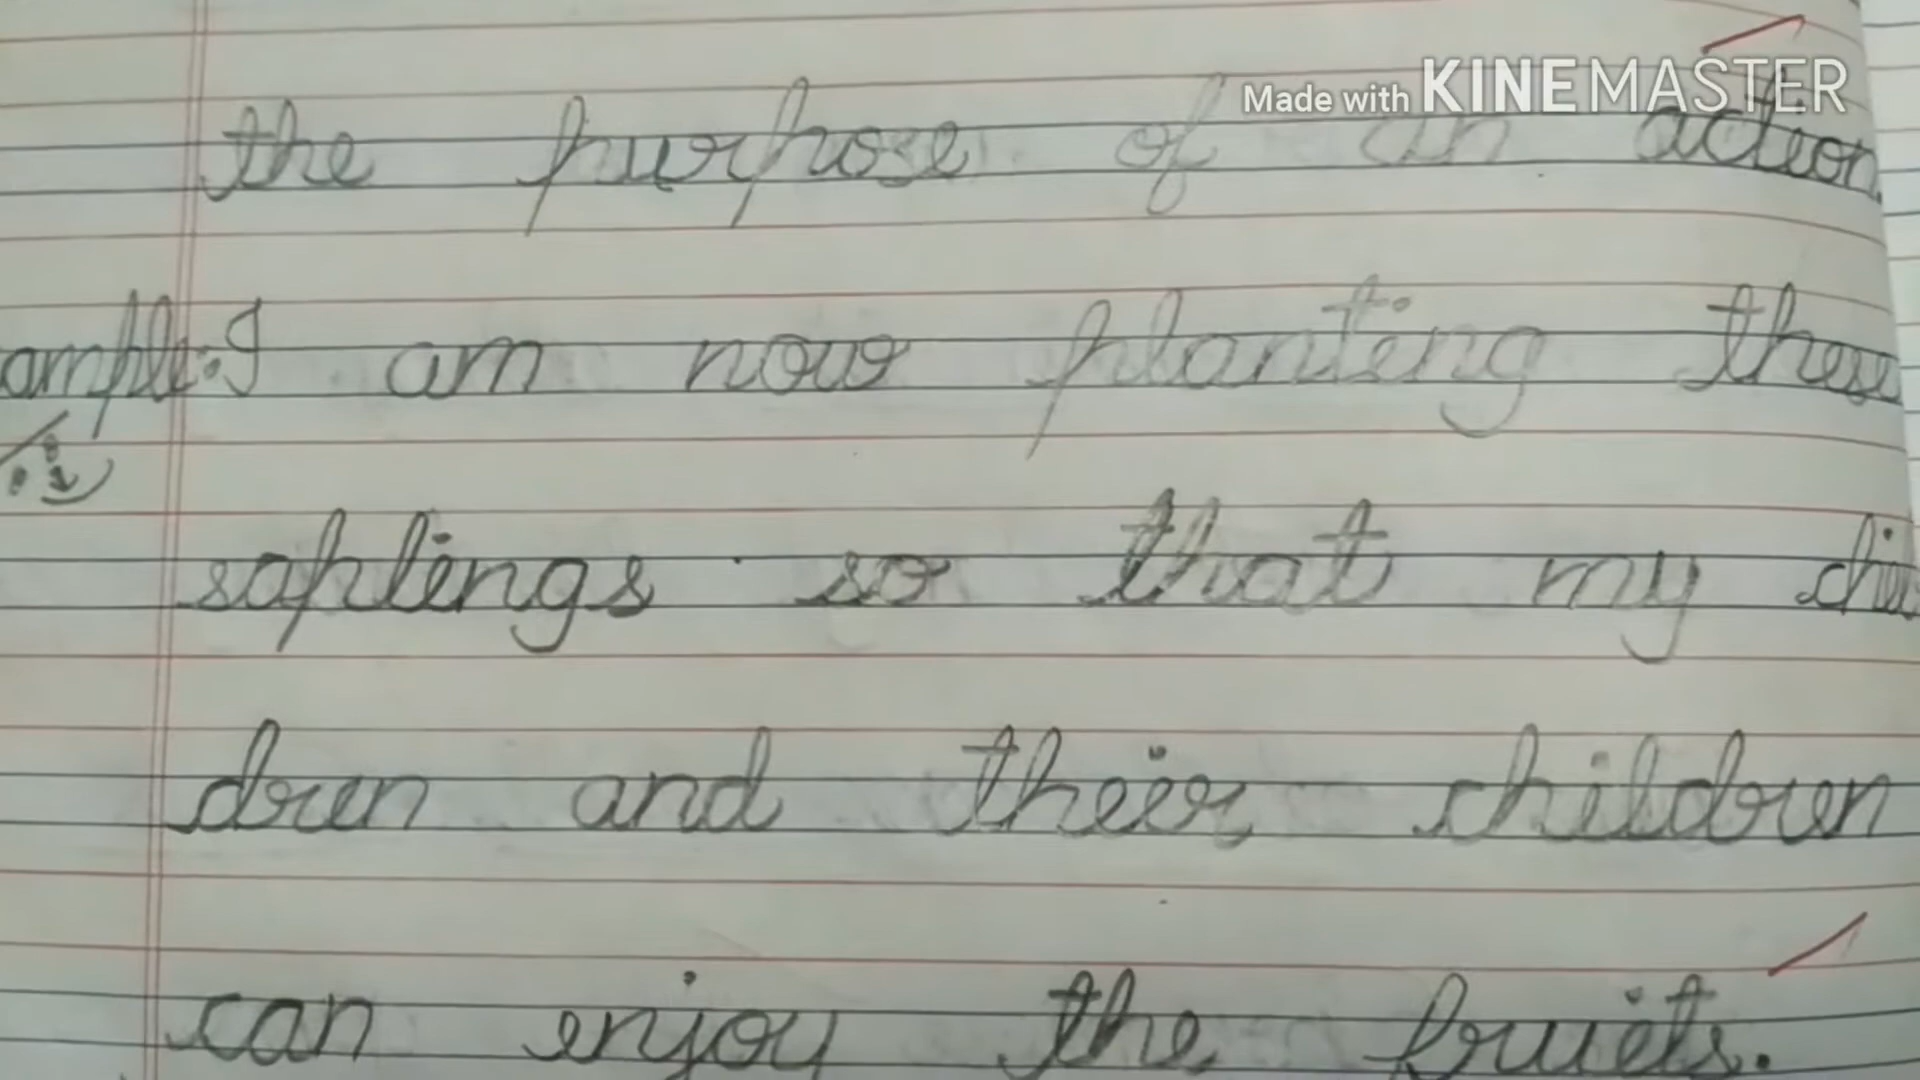 Made with KINEMASTER
the purpose of an action.
ample:I am now planting these
saplings so that my chil
dren and their children
can enjoy the fruits.